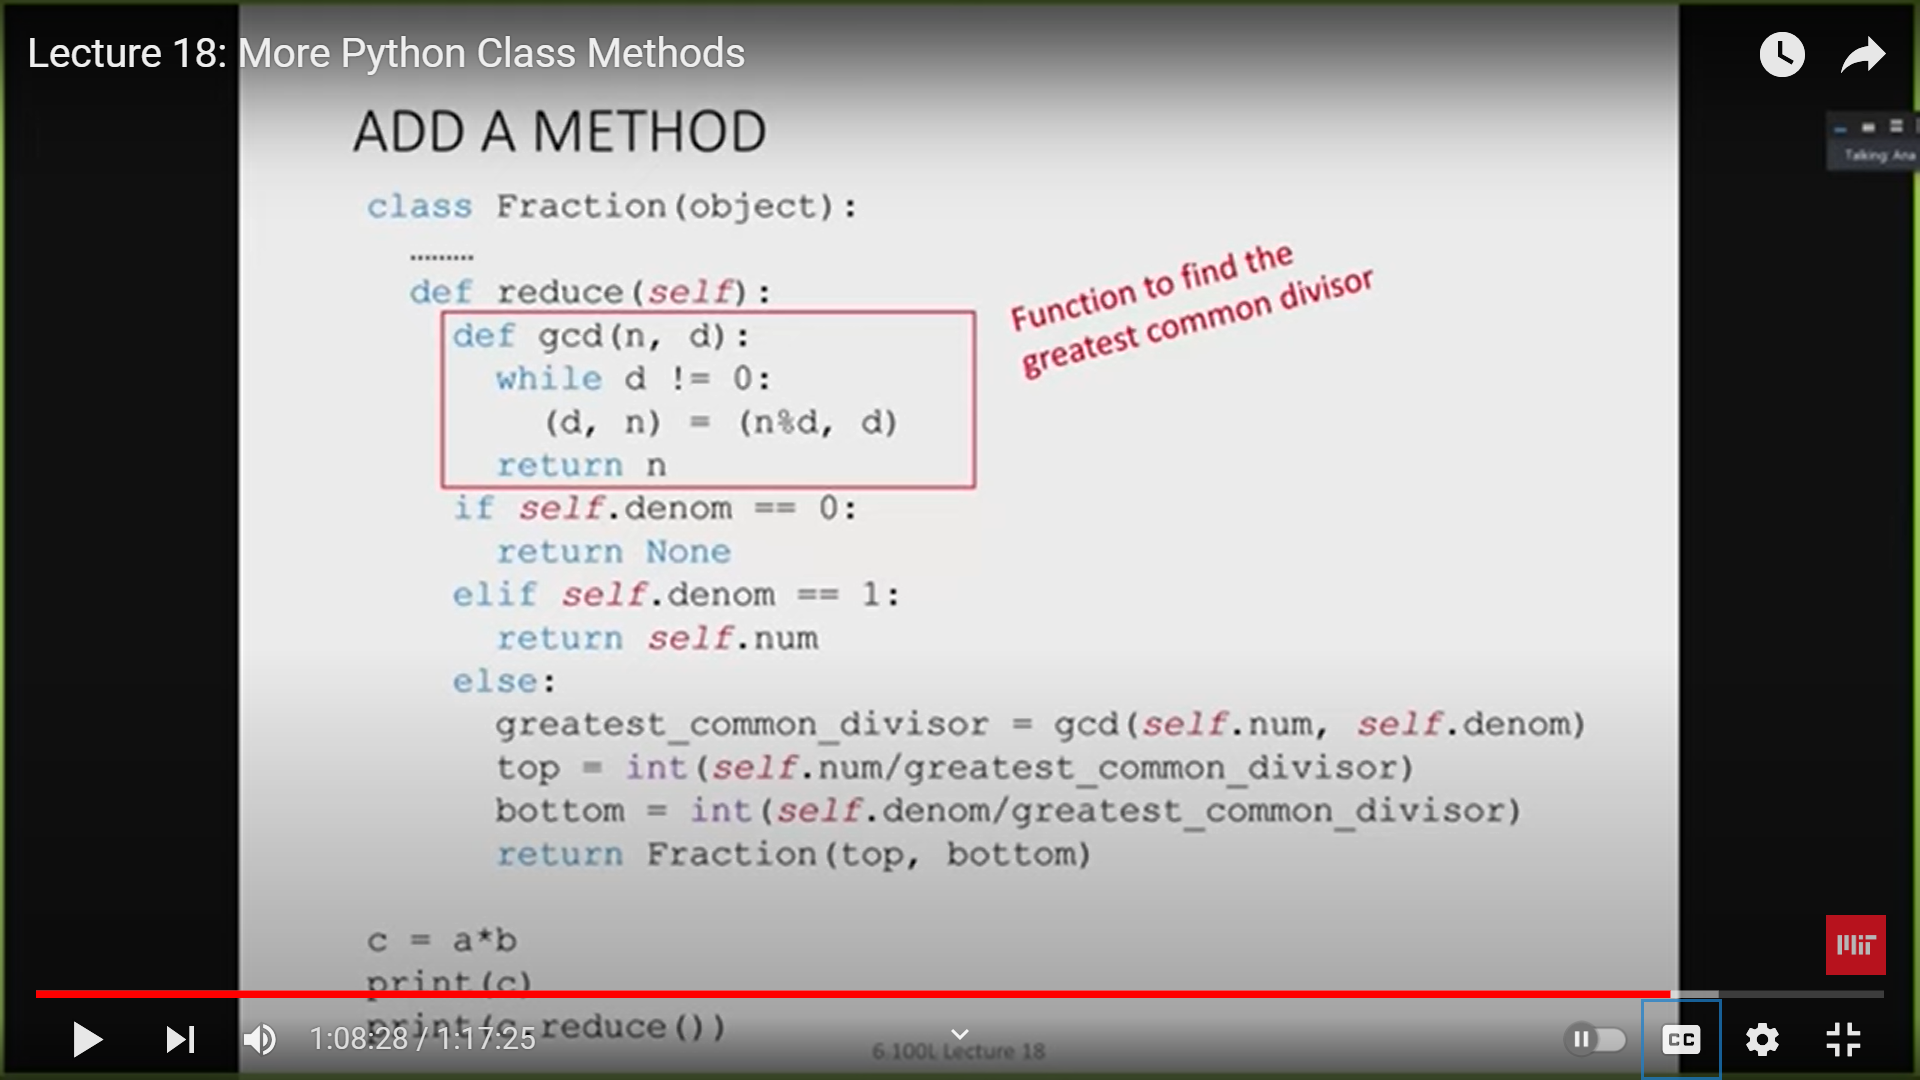 Lecture 18: More Python Class Methods
Talking: Ana
ADD A METHOD
class Fraction(object):
.........
def reduce(self):
def gcd(n, d):
while d != 0:
(d, n) = (n%d, d)
return n
Function to find the
greatest common divisor
if self.denom == 0:
return None
elif self.denom == 1:
return self.num
else:
greatest_common_divisor = gcd(self.num, self.denom)
top = int(self.num/greatest_common_divisor)
bottom = int(self.denom/greatest_common_divisor)
return Fraction(top, bottom)
c = a*b
print(c)
print(c.reduce())
MIT
1:08:28 / 1:17:25
6.100L Lecture 18
CC